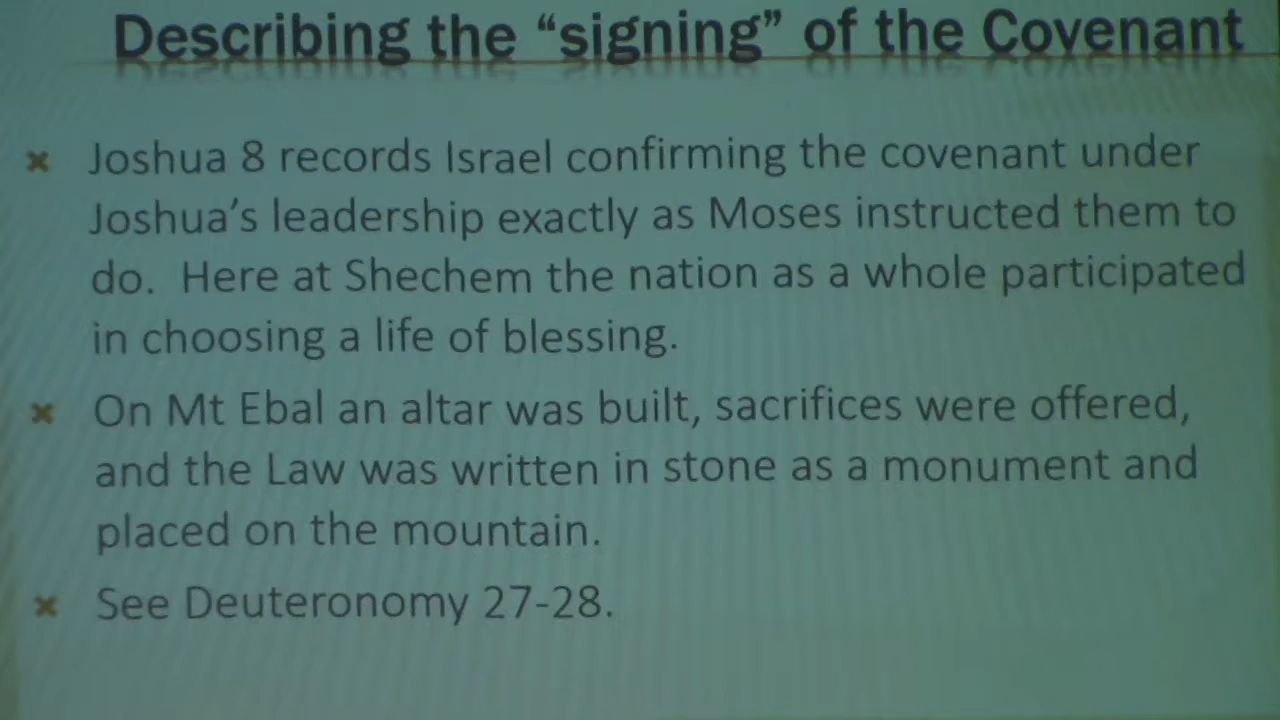 Describing the “signing” of the Covenant
Joshua 8 records Israel confirming the covenant under
Joshua’s leadership exactly as Moses instructed them to
do.  Here at Shechem the nation as a whole participated
in choosing a life of blessing.
On Mt Ebal an altar was built, sacrifices were offered,
and the Law was written in stone as a monument and
placed on the mountain.
See Deuteronomy 27-28.